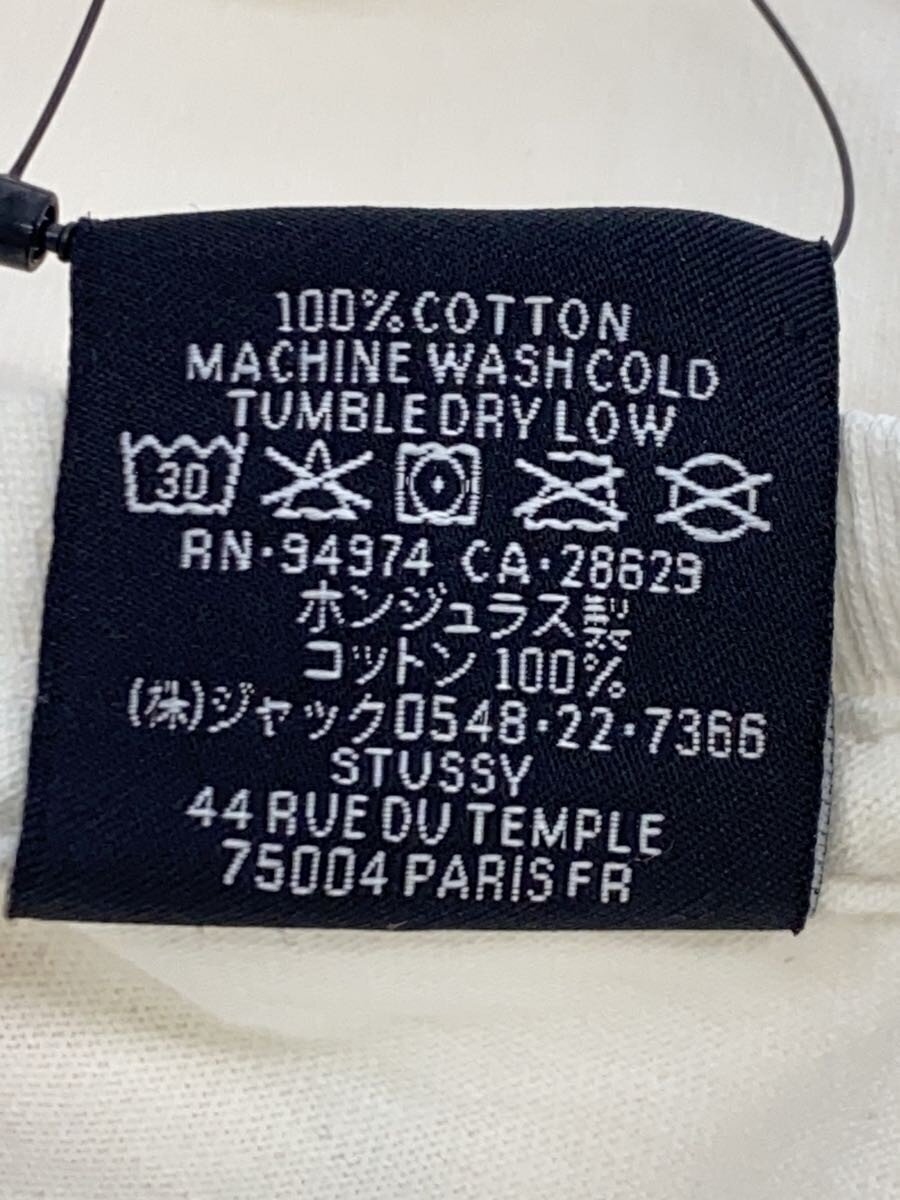 100% COTTON
MACHINE WASH COLD
TUMBLE DRY LOW
30
RN·94974 CA·28629
ホンジュラス製
コットン 100%
(株)ジャック0548·22·7366
STUSSY
44 RUE DU TEMPLE
75004 PARIS FR